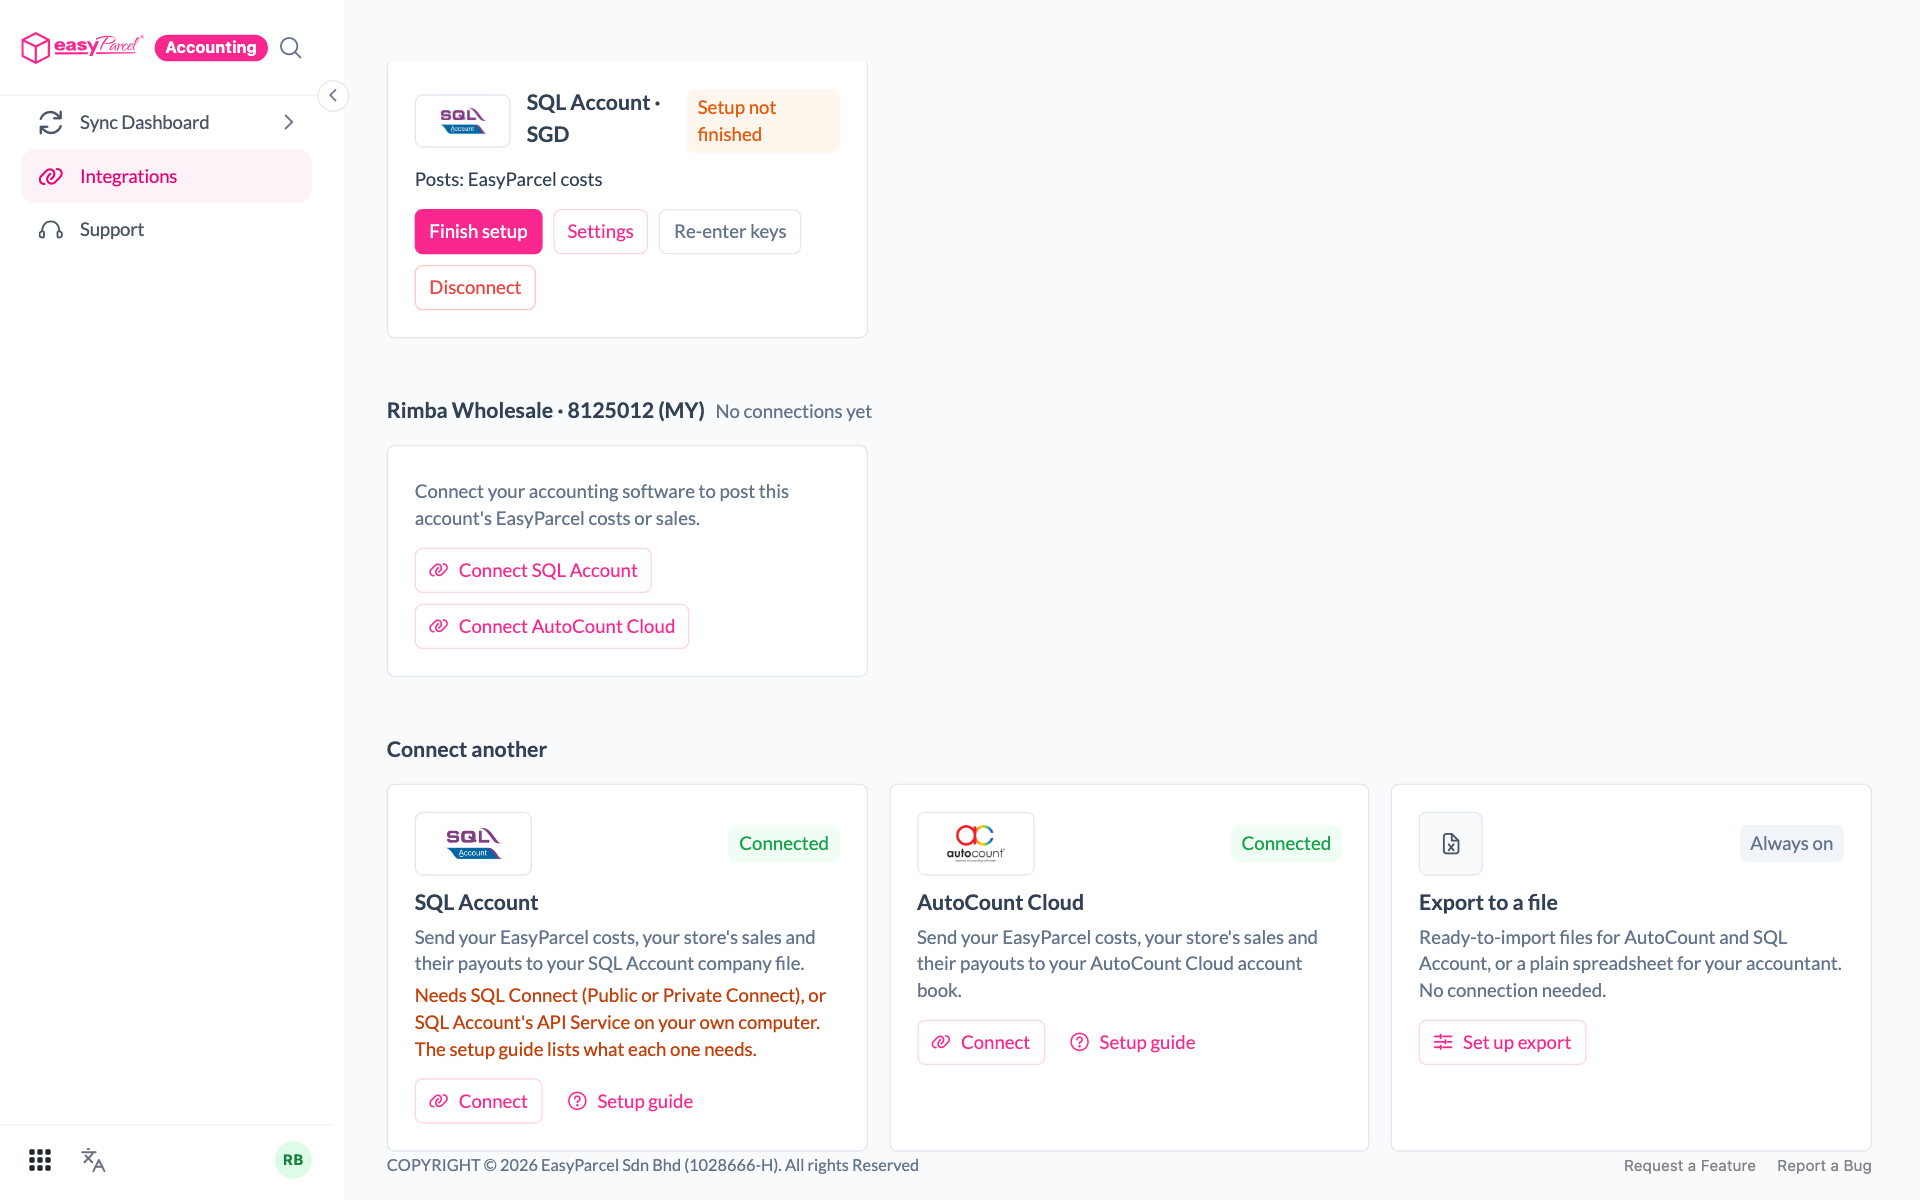 easyParcel
Accounting
Sync Dashboard
Integrations
Support
SQL Account
SQL Account ·
SGD
Setup not
finished
Posts: EasyParcel costs
Finish setup
Settings
Re-enter keys
Disconnect
Rimba Wholesale · 8125012 (MY) No connections yet
Connect your accounting software to post this
account's EasyParcel costs or sales.
Connect SQL Account
Connect AutoCount Cloud
Connect another
SQL Account
Connected
SQL Account
Send your EasyParcel costs, your store's sales and
their payouts to your SQL Account company file.
Needs SQL Connect (Public or Private Connect), or
SQL Account's API Service on your own computer.
The setup guide lists what each one needs.
Connect
Setup guide
autocount
Connected
AutoCount Cloud
Send your EasyParcel costs, your store's sales and
their payouts to your AutoCount Cloud account
book.
Connect
Setup guide
Always on
Export to a file
Ready-to-import files for AutoCount and SQL
Account, or a plain spreadsheet for your accountant.
No connection needed.
Set up export
RB
COPYRIGHT © 2026 EasyParcel Sdn Bhd (1028666-H). All rights Reserved
Request a Feature
Report a Bug